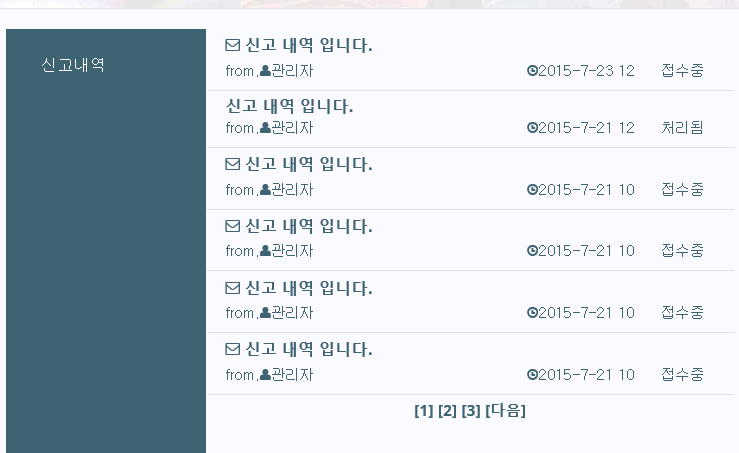 신고내역
신고 내역 입니다.
from.관리자 2015-7-23 12 접수중
신고 내역 입니다.
from.관리자 2015-7-21 12 처리됨
신고 내역 입니다.
from.관리자 2015-7-21 10 접수중
신고 내역 입니다.
from.관리자 2015-7-21 10 접수중
신고 내역 입니다.
from.관리자 2015-7-21 10 접수중
신고 내역 입니다.
from.관리자 2015-7-21 10 접수중
[1] [2] [3] [다음]